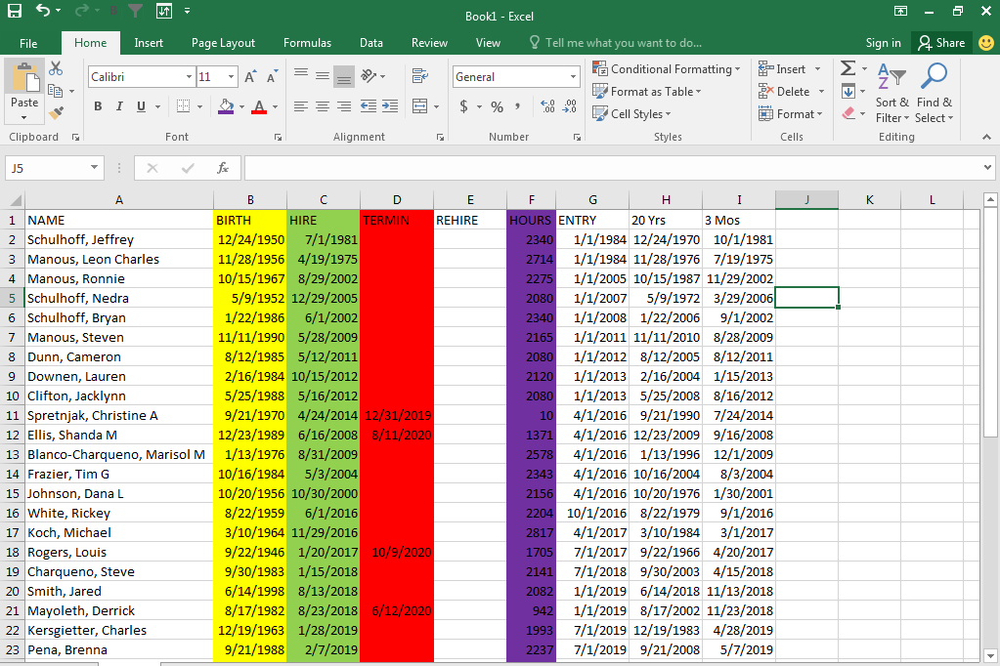 Book1 - Excel
File Home Insert Page Layout Formulas Data Review View Tell me what you want to do... Sign in Share
Paste Calibri 11 General Conditional Formatting Insert
B I U A $ % , Format as Table Delete Sort & Find &
Cell Styles Format Filter Select
Clipboard Font Alignment Number Styles Cells Editing
J5 fx
A B C D E F G H I J K L
1 NAME BIRTH HIRE TERMIN REHIRE HOURS ENTRY 20 Yrs 3 Mos
2 Schulhoff, Jeffrey 12/24/1950 7/1/1981 2340 1/1/1984 12/24/1970 10/1/1981
3 Manous, Leon Charles 11/28/1956 4/19/1975 2714 1/1/1984 11/28/1976 7/19/1975
4 Manous, Ronnie 10/15/1967 8/29/2002 2275 1/1/2005 10/15/1987 11/29/2002
5 Schulhoff, Nedra 5/9/1952 12/29/2005 2080 1/1/2007 5/9/1972 3/29/2006
6 Schulhoff, Bryan 1/22/1986 6/1/2002 2340 1/1/2008 1/22/2006 9/1/2002
7 Manous, Steven 11/11/1990 5/28/2009 2165 1/1/2011 11/11/2010 8/28/2009
8 Dunn, Cameron 8/12/1985 5/12/2011 2080 1/1/2012 8/12/2005 8/12/2011
9 Downen, Lauren 2/16/1984 10/15/2012 2120 1/1/2013 2/16/2004 1/15/2013
10 Clifton, Jacklynn 5/25/1988 5/16/2012 2080 1/1/2013 5/25/2008 8/16/2012
11 Spretnjak, Christine A 9/21/1970 4/24/2014 12/31/2019 10 4/1/2016 9/21/1990 7/24/2014
12 Ellis, Shanda M 12/23/1989 6/16/2008 8/11/2020 1371 4/1/2016 12/23/2009 9/16/2008
13 Blanco-Charqueno, Marisol M 1/13/1976 8/31/2009 2578 4/1/2016 1/13/1996 12/1/2009
14 Frazier, Tim G 10/16/1984 5/3/2004 2343 4/1/2016 10/16/2004 8/3/2004
15 Johnson, Dana L 10/20/1956 10/30/2000 2156 4/1/2016 10/20/1976 1/30/2001
16 White, Rickey 8/22/1959 6/1/2016 2204 10/1/2016 8/22/1979 9/1/2016
17 Koch, Michael 3/10/1964 11/29/2016 2817 4/1/2017 3/10/1984 3/1/2017
18 Rogers, Louis 9/22/1946 1/20/2017 10/9/2020 1705 7/1/2017 9/22/1966 4/20/2017
19 Charqueno, Steve 9/30/1983 1/15/2018 2141 7/1/2018 9/30/2003 4/15/2018
20 Smith, Jared 6/14/1998 8/13/2018 2082 1/1/2019 6/14/2018 11/13/2018
21 Mayoleth, Derrick 8/17/1982 8/23/2018 6/12/2020 942 1/1/2019 8/17/2002 11/23/2018
22 Kersgietter, Charles 12/19/1963 1/28/2019 1993 7/1/2019 12/19/1983 4/28/2019
23 Pena, Brenna 9/21/1988 2/7/2019 2237 7/1/2019 9/21/2008 5/7/2019